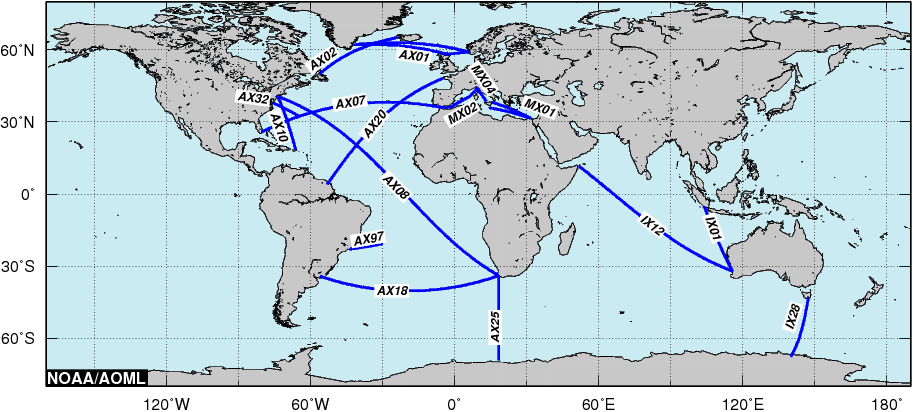 60°N
30°N
0°
30°S
60°S
AX02
AX01
MX04
AX32
AX07
MX01
AX10
AX20
MX02
AX08
IX12
IX01
AX97
AX18
AX25
IX28
NOAA/AOML
120°W
60°W
0°
60°E
120°E
180°